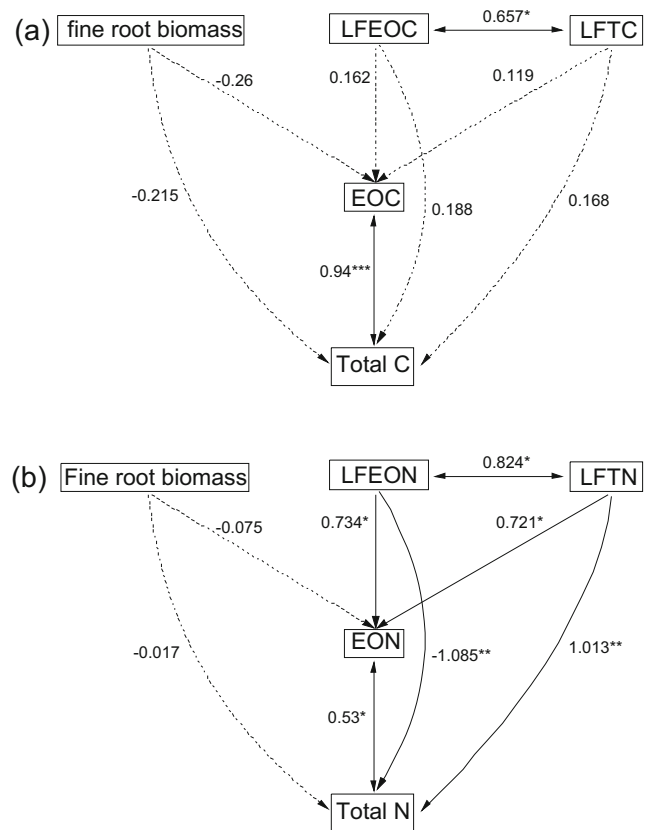 (a)
fine root biomass
LFEOC
0.657*
LFTC
-0.26
0.162
0.119
EOC
-0.215
0.188
0.168
0.94***
Total C
(b)
Fine root biomass
LFEON
0.824*
LFTN
-0.075
0.734*
0.721*
EON
-0.017
-1.085**
1.013**
0.53*
Total N